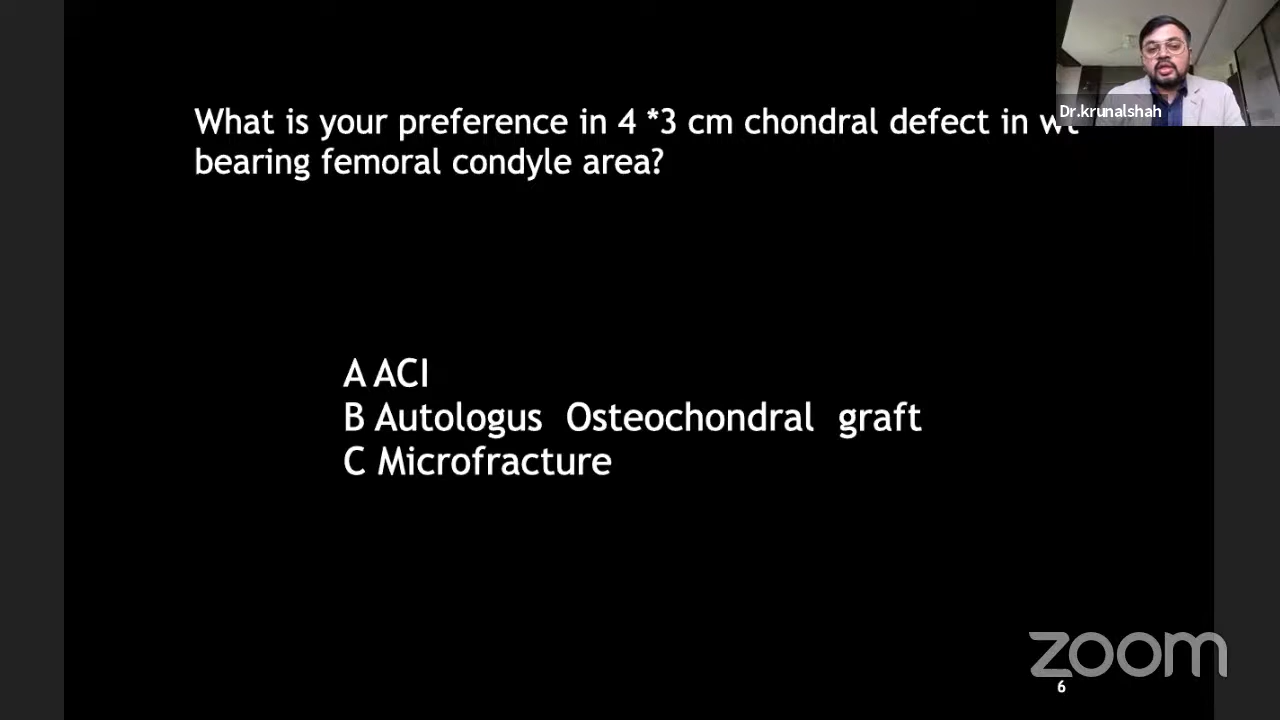 What is your preference in 4 *3 cm chondral defect in wt
bearing femoral condyle area?
Dr.krunalshah
A ACI
B Autologus Osteochondral graft
C Microfracture
zoom
6